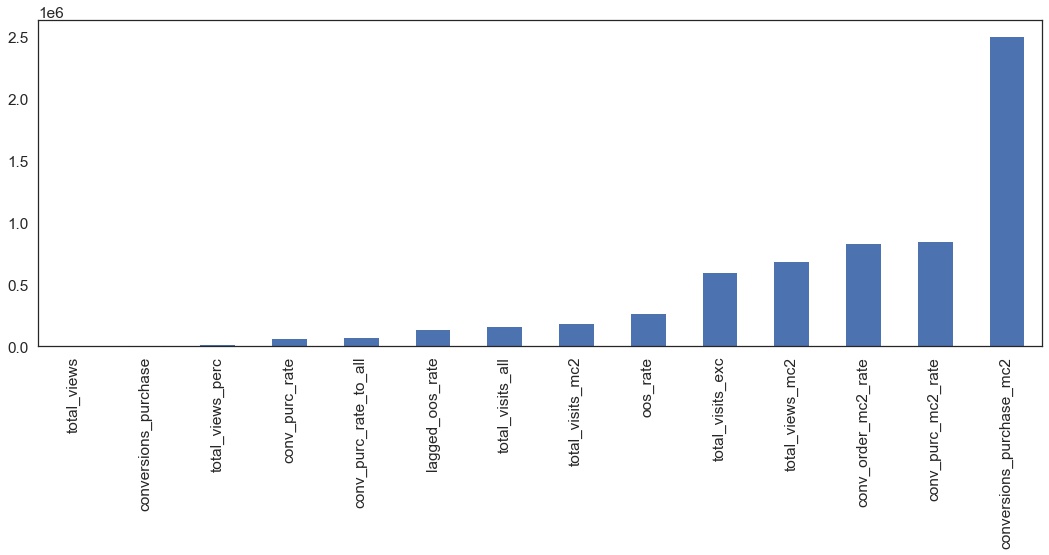 1e6
2.5
2.0
1.5
1.0
0.5
0.0
total_views
conversions_purchase
total_views_perc
conv_purc_rate
conv_purc_rate_to_all
lagged_oos_rate
total_visits_all
total_visits_mc2
oos_rate
total_visits_exc
total_views_mc2
conv_order_mc2_rate
conv_purc_mc2_rate
conversions_purchase_mc2